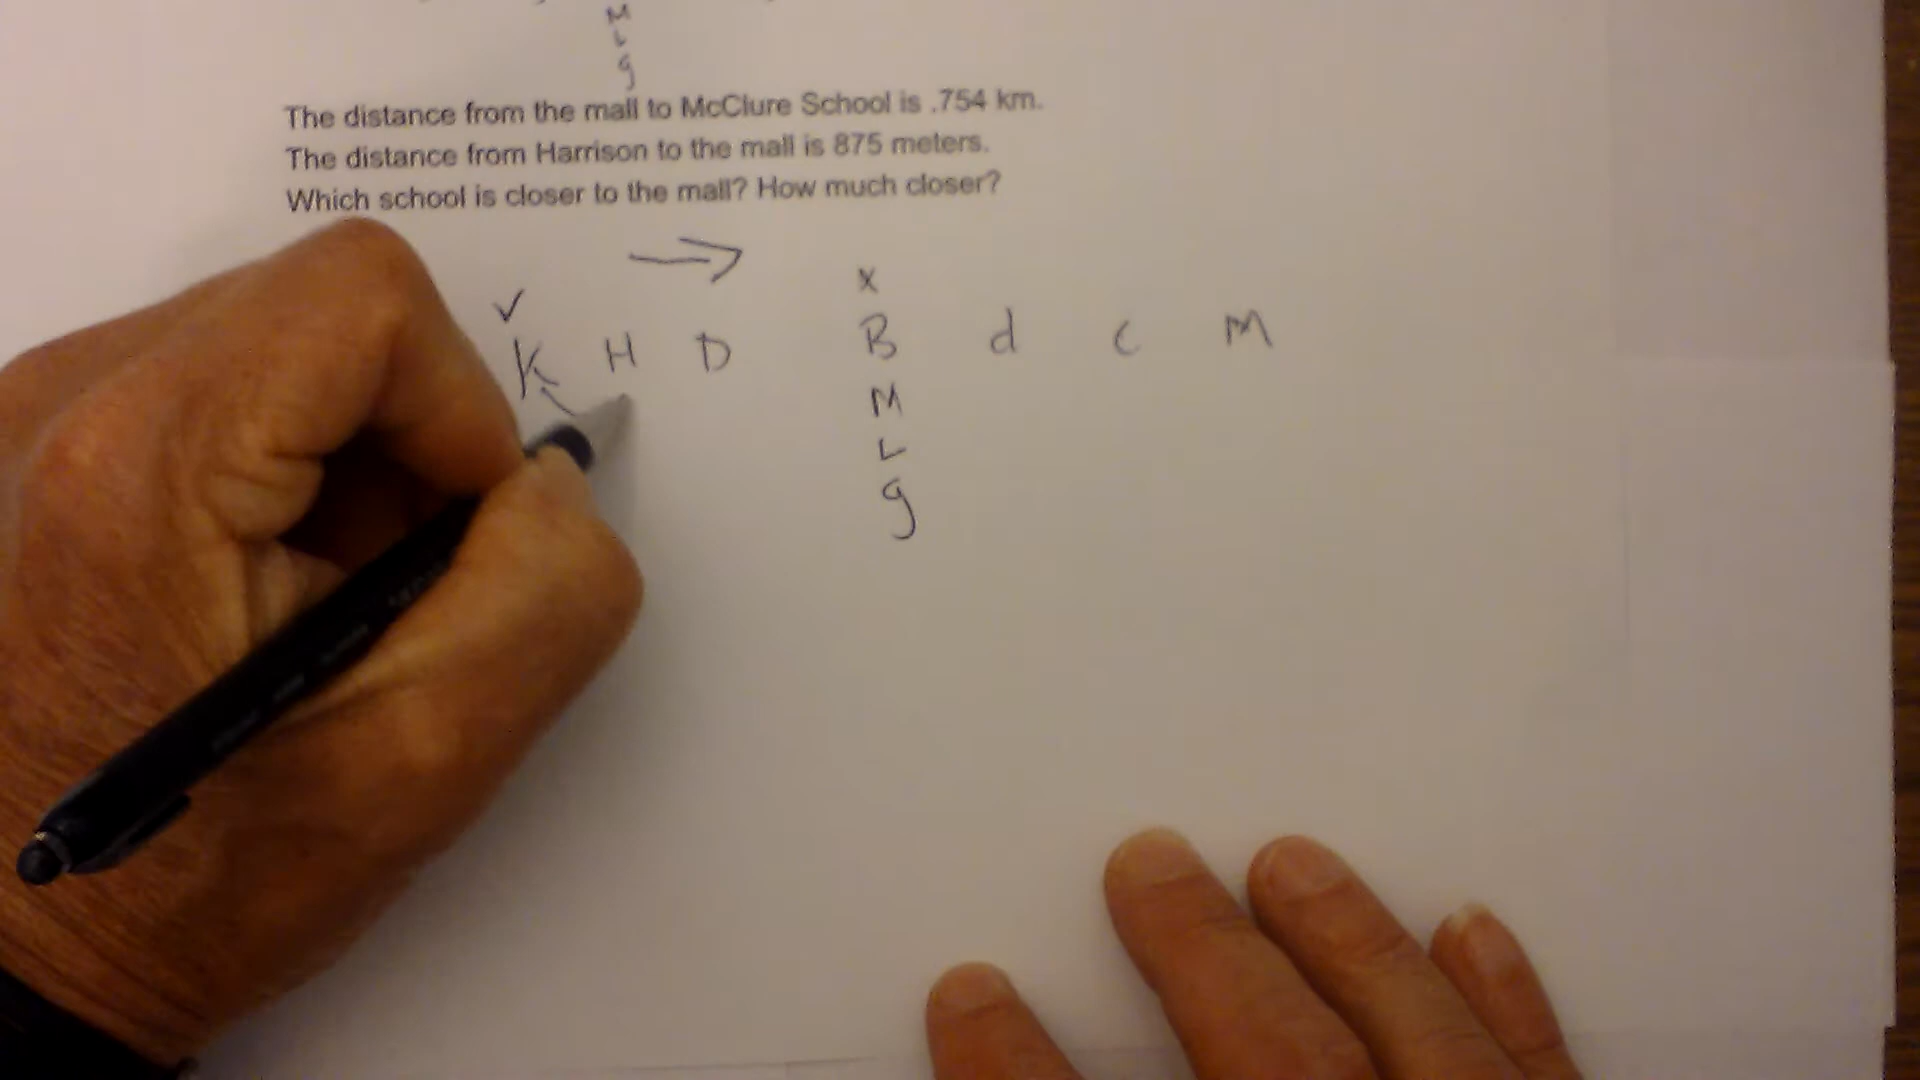 M
L
g
The distance from the mall to McClure School is .754 km.
The distance from Harrison to the mall is 875 meters.
Which school is closer to the mall? How much closer?
x
K H D B d c M
M
L
g